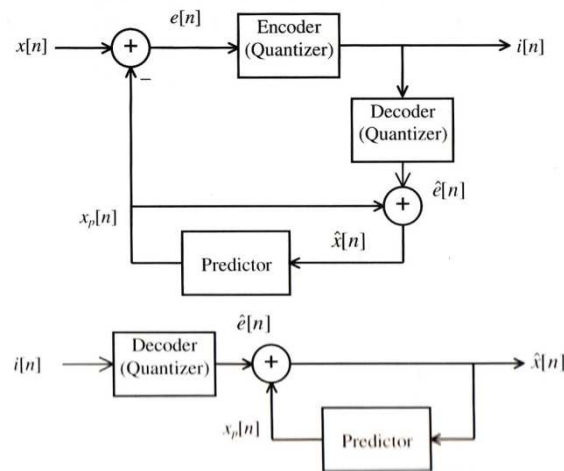 e[n]
Encoder
(Quantizer)
x[n]
+
i[n]
−
Decoder
(Quantizer)
ê[n]
+
x_p[n]
x̂[n]
Predictor
ê[n]
Decoder
(Quantizer)
i[n]
+
x̂[n]
x_p[n]
Predictor